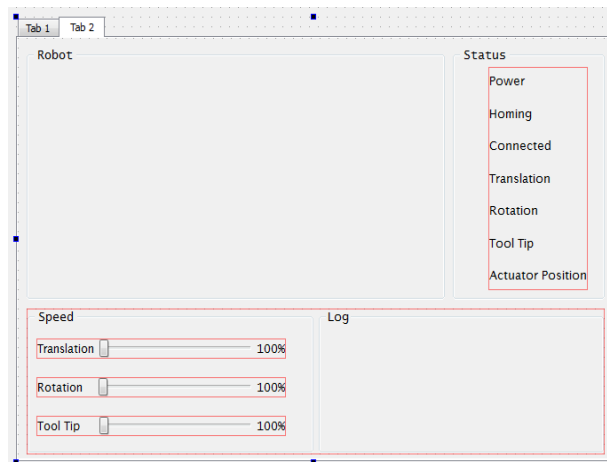 Tab 1 Tab 2
Robot
Status
Power
Homing
Connected
Translation
Rotation
Tool Tip
Actuator Position
Speed
Translation 100%
Rotation 100%
Tool Tip 100%
Log